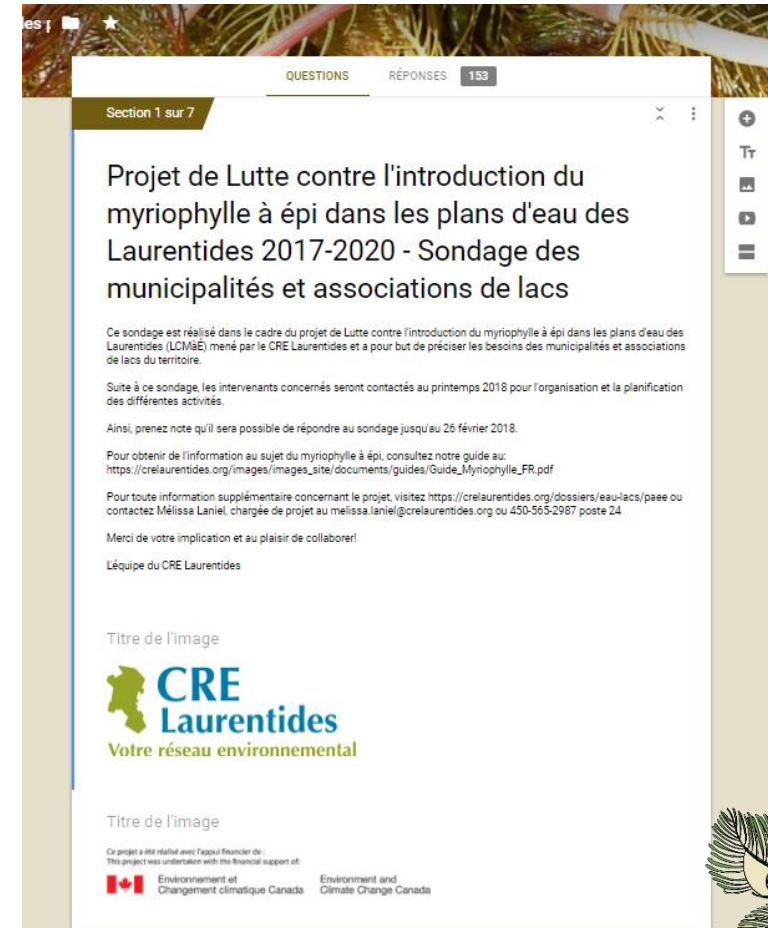 QUESTIONS RÉPONSES 153
Section 1 sur 7
Tт
Projet de Lutte contre l'introduction du
myriophylle à épi dans les plans d'eau des
Laurentides 2017-2020 - Sondage des
municipalités et associations de lacs
Ce sondage est réalisé dans le cadre du projet de Lutte contre l'introduction du myriophylle à épi dans les plans d'eau des
Laurentides (LCMàÉ) mené par le CRE Laurentides et a pour but de préciser les besoins des municipalités et associations
de lacs du territoire.
Suite à ce sondage, les intervenants concernés seront contactés au printemps 2018 pour l'organisation et la planification
des différentes activités.
Ainsi, prenez note qu'il sera possible de répondre au sondage jusqu'au 26 février 2018.
Pour obtenir de l'information au sujet du myriophylle à épi, consultez notre guide au:
https://crelaurentides.org/images/images_site/documents/guides/Guide_Myriophylle_FR.pdf
Pour toute information supplémentaire concernant le projet, visitez https://crelaurentides.org/dossiers/eau-lacs/paee ou
contactez Mélissa Laniel, chargée de projet au melissa.laniel@crelaurentides.org ou 450-565-2987 poste 24
Merci de votre implication et au plaisir de collaborer!
L'équipe du CRE Laurentides
Titre de l'image
CRE
Laurentides
Votre réseau environnemental
Titre de l'image
Ce projet a été réalisé avec l'appui financier de :
This project was undertaken with the financial support of:
Environnement et Environment and
Changement climatique Canada Climate Change Canada